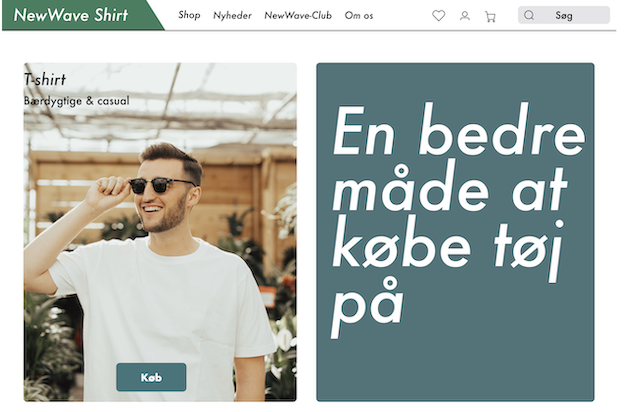 NewWave Shirt
Shop Nyheder NewWave-Club Om os
Søg
T-shirt
Bærdygtige & casual
Køb
En bedre
måde at
købe tøj
på